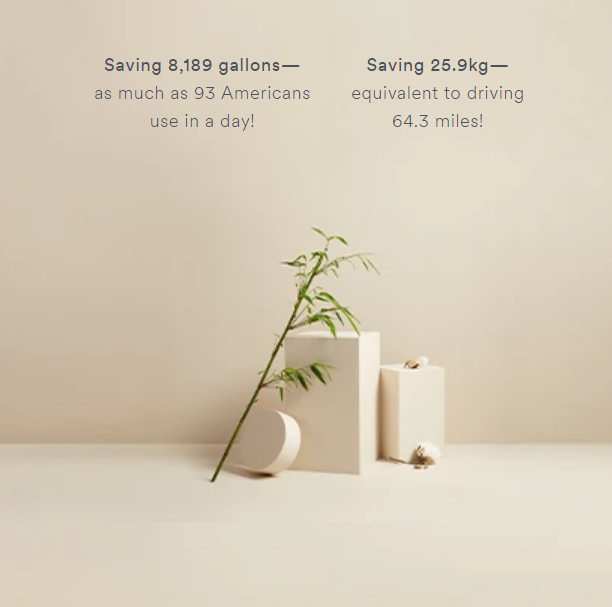 Saving 8,189 gallons—
as much as 93 Americans
use in a day!
Saving 25.9kg—
equivalent to driving
64.3 miles!